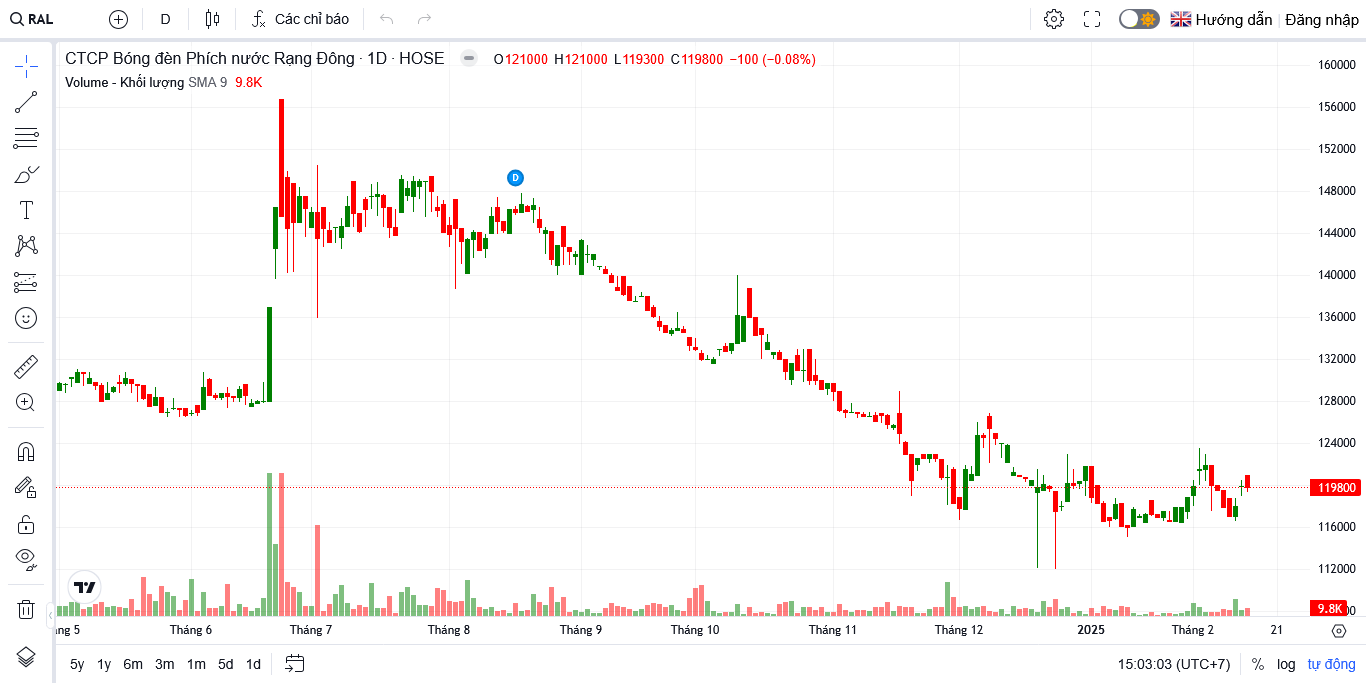 RAL
D
Các chỉ báo
Hướng dẫn
Đăng nhập
CTCP Bóng đèn Phích nước Rạng Đông · 1D · HOSE
O121000 H121000 L119300 C119800 −100 (−0.08%)
Volume - Khối lượng SMA 9 9.8K
D
160000
156000
152000
148000
144000
140000
136000
132000
128000
124000
119800
116000
112000
9.8K
ng 5
Tháng 6
Tháng 7
Tháng 8
Tháng 9
Tháng 10
Tháng 11
Tháng 12
2025
Tháng 2
21
5y 1y 6m 3m 1m 5d 1d
15:03:03 (UTC+7)
% log tự động